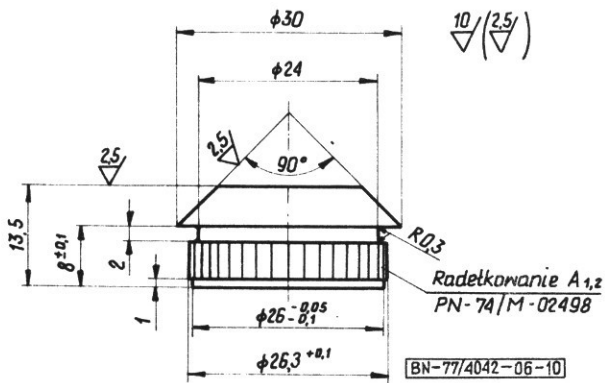 ϕ30
10/(2,5)
ϕ24
2,5
2,5
90°
13,5
8±0,1
2
R0,3
1
Radełkowanie A1,2
PN-74/M-02498
ϕ26 -0,05 -0,1
ϕ26,3 +0,1
BN-77/4042-06-10